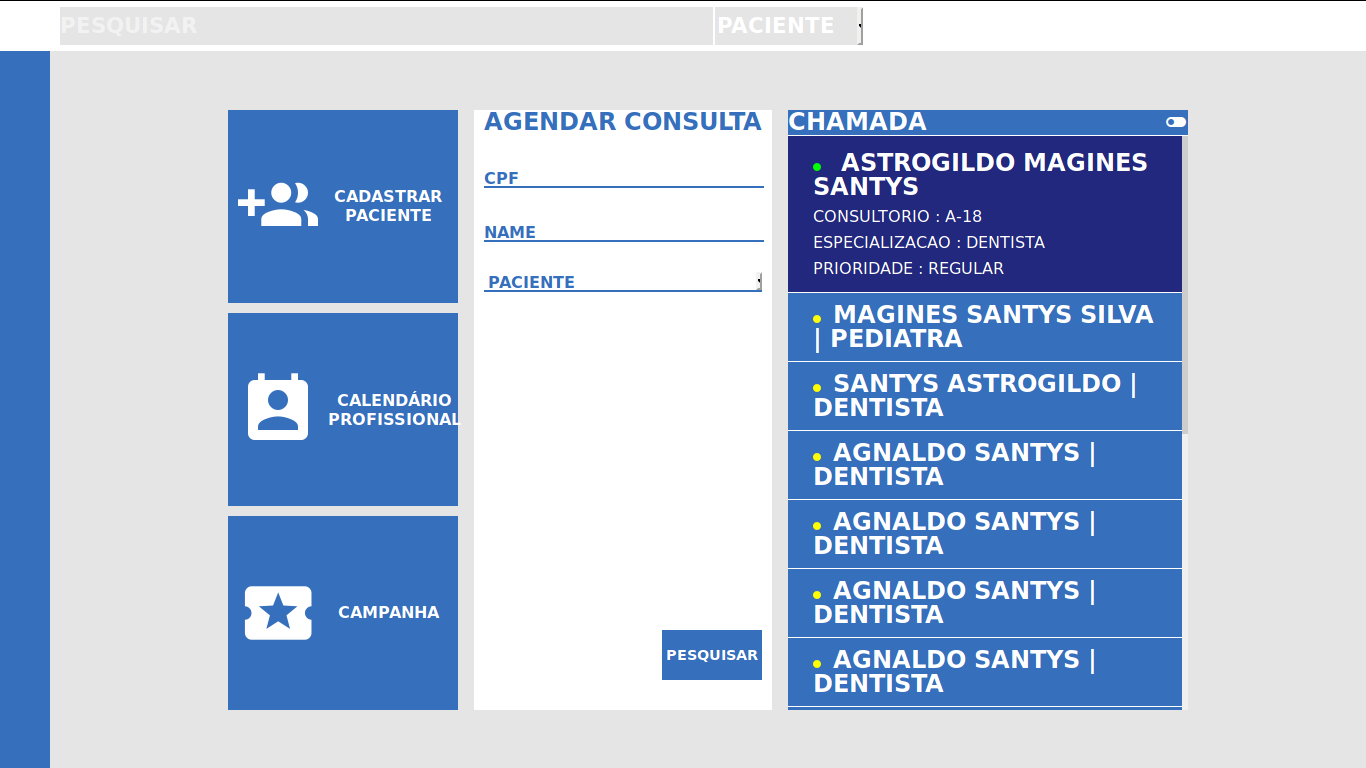 PESQUISAR PACIENTE
CADASTRAR
PACIENTE
CALENDÁRIO
PROFISSIONAL
CAMPANHA
AGENDAR CONSULTA
CPF
NAME
PACIENTE
PESQUISAR
CHAMADA
ASTROGILDO MAGINES
SANTYS
CONSULTORIO : A-18
ESPECIALIZACAO : DENTISTA
PRIORIDADE : REGULAR
MAGINES SANTYS SILVA
| PEDIATRA
SANTYS ASTROGILDO |
DENTISTA
AGNALDO SANTYS |
DENTISTA
AGNALDO SANTYS |
DENTISTA
AGNALDO SANTYS |
DENTISTA
AGNALDO SANTYS |
DENTISTA